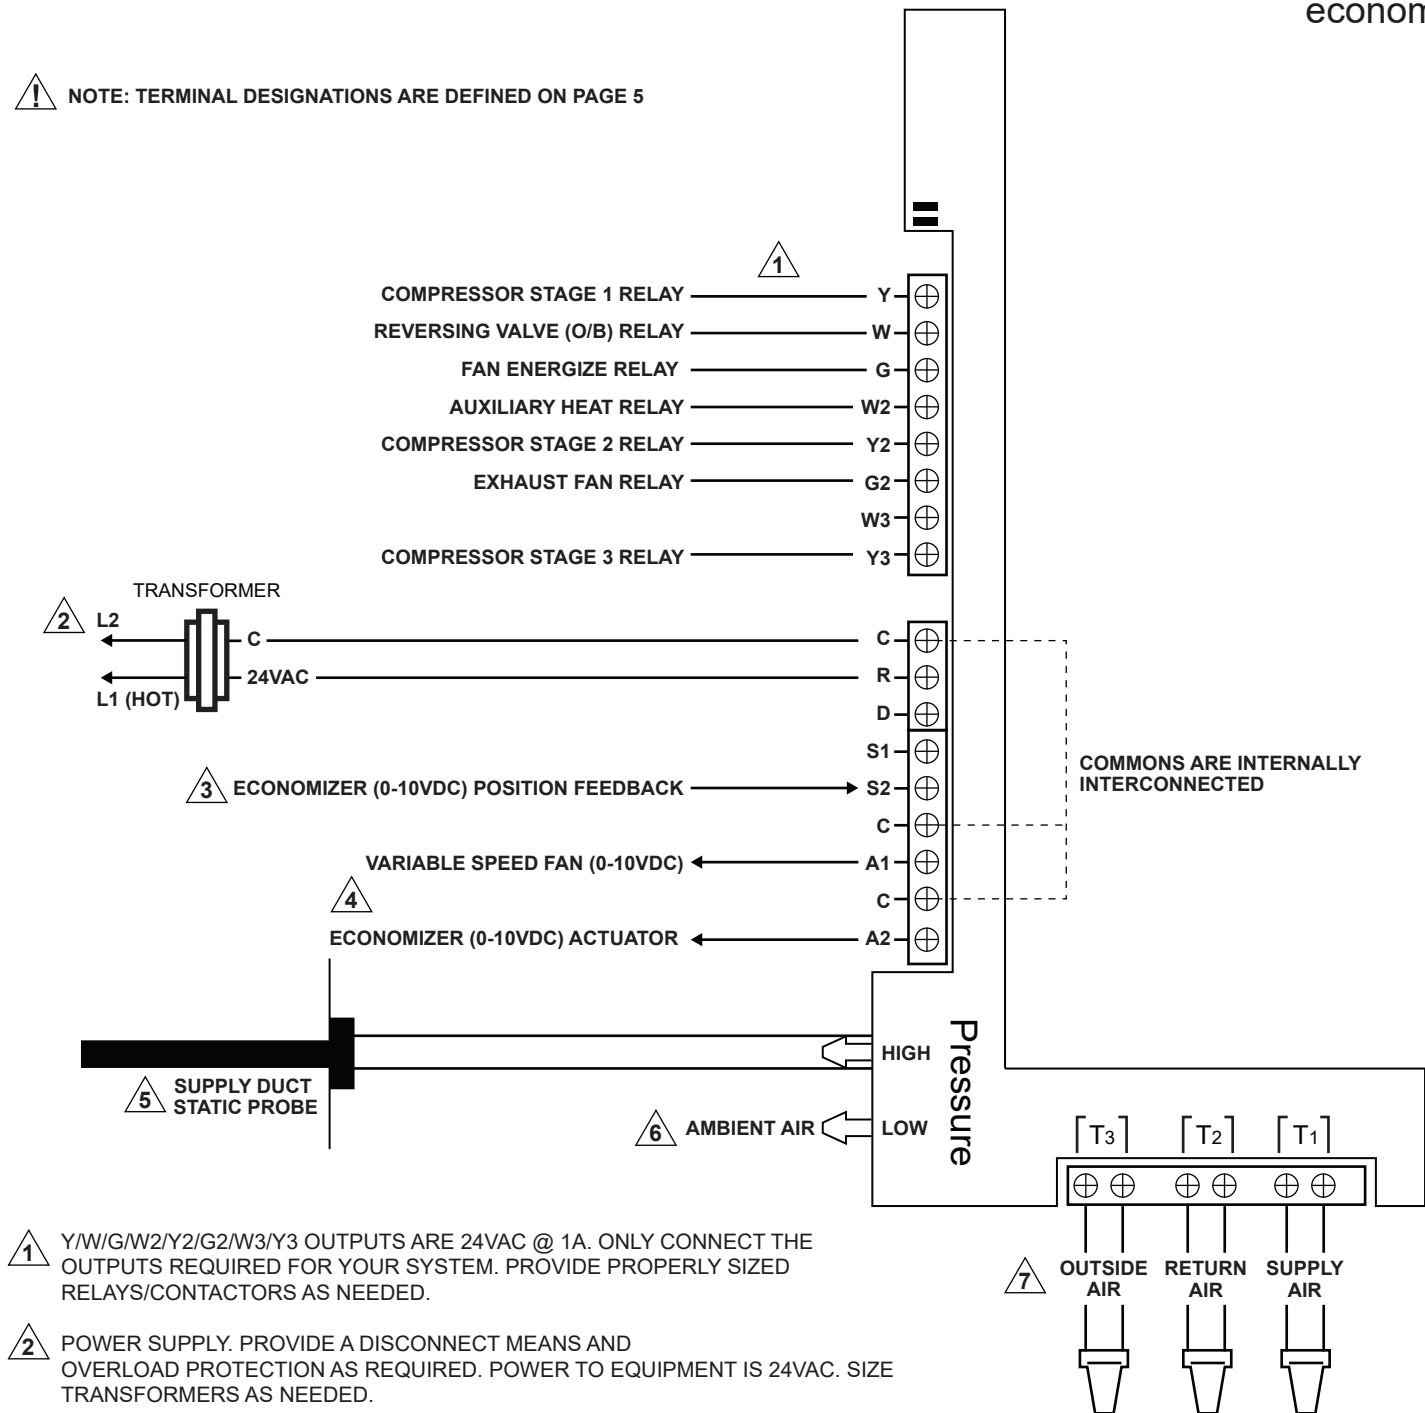 econom
! NOTE: TERMINAL DESIGNATIONS ARE DEFINED ON PAGE 5
1
COMPRESSOR STAGE 1 RELAY Y
REVERSING VALVE (O/B) RELAY W
FAN ENERGIZE RELAY G
AUXILIARY HEAT RELAY W2
COMPRESSOR STAGE 2 RELAY Y2
EXHAUST FAN RELAY G2
W3
COMPRESSOR STAGE 3 RELAY Y3
TRANSFORMER
2 L2
C C
24VAC R
L1 (HOT)
D
S1
3 ECONOMIZER (0-10VDC) POSITION FEEDBACK S2
COMMONS ARE INTERNALLY
INTERCONNECTED
C
VARIABLE SPEED FAN (0-10VDC) A1
4
C
ECONOMIZER (0-10VDC) ACTUATOR A2
HIGH
Pressure
5 SUPPLY DUCT
STATIC PROBE
6 AMBIENT AIR LOW
T3 T2 T1
7 OUTSIDE AIR
RETURN AIR
SUPPLY AIR
1 Y/W/G/W2/Y2/G2/W3/Y3 OUTPUTS ARE 24VAC @ 1A. ONLY CONNECT THE
OUTPUTS REQUIRED FOR YOUR SYSTEM. PROVIDE PROPERLY SIZED
RELAYS/CONTACTORS AS NEEDED.
2 POWER SUPPLY. PROVIDE A DISCONNECT MEANS AND
OVERLOAD PROTECTION AS REQUIRED. POWER TO EQUIPMENT IS 24VAC. SIZE
TRANSFORMERS AS NEEDED.